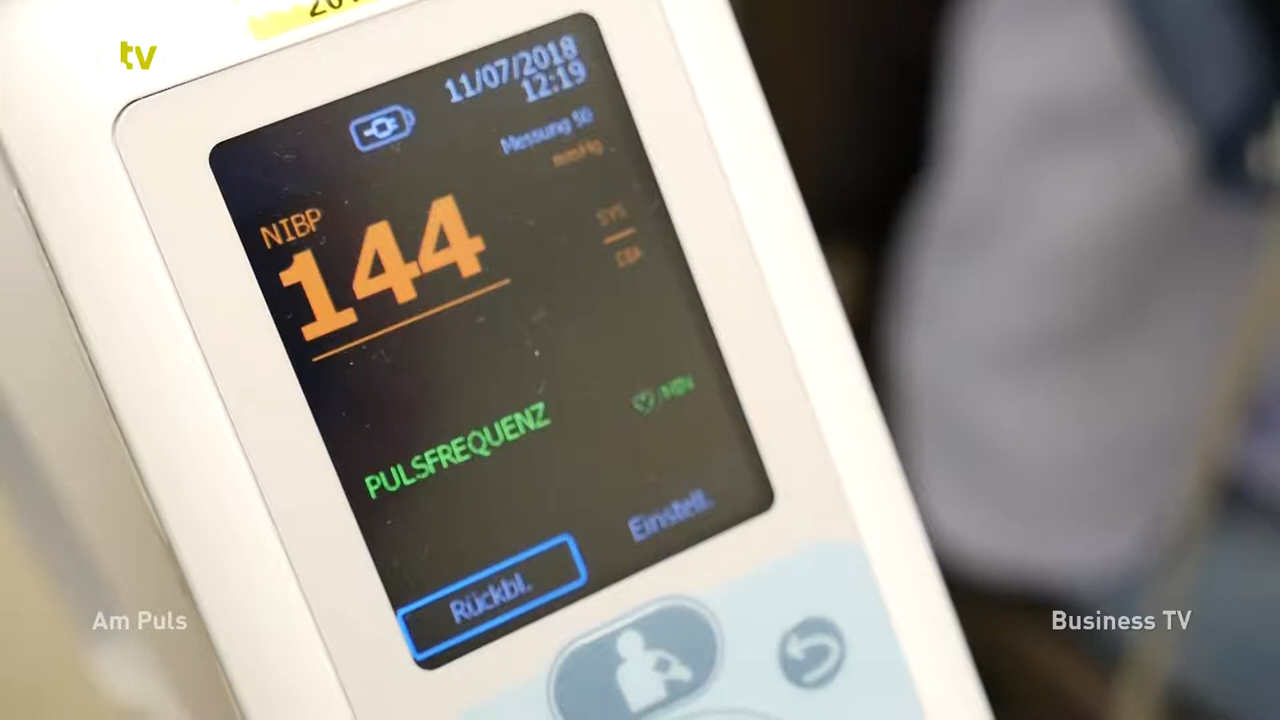 tv
11/07/2018
12:19
Messung 50
mmHg
NIBP
144
SYS
DIA
PULSFREQUENZ
/MIN
Einstell.
Rückbl.
Am Puls
Business TV